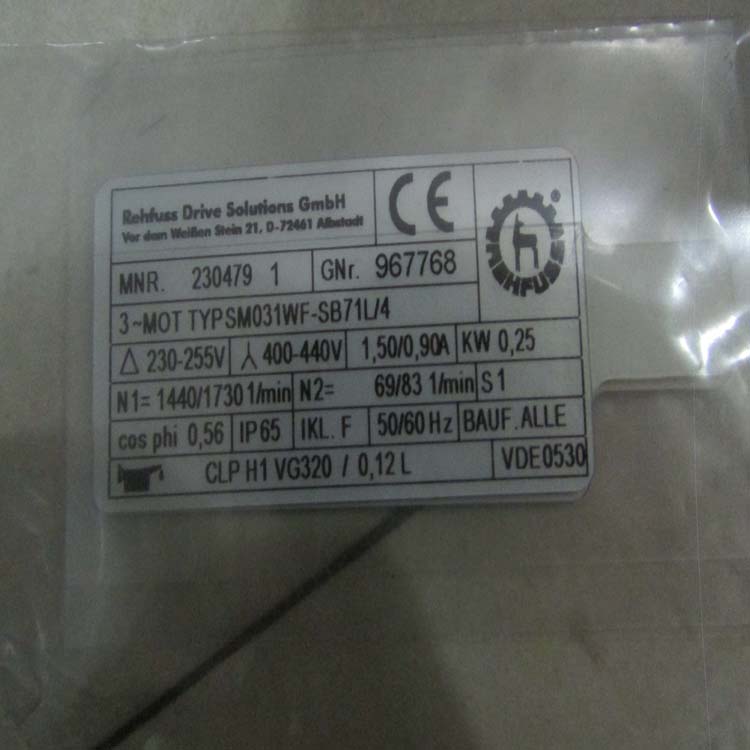 Rehfuss Drive Solutions GmbH
Vor dem Weißen Stein 21, D-72461 Albstadt
CE
REHFUSS
MNR. 230479 1 GNr. 967768
3~MOT TYPSM031WF-SB71L/4
△ 230-255V 人 400-440V 1,50/0,90A KW 0,25
N1= 1440/1730 1/min N2= 69/83 1/min S1
cos phi 0,56 IP65 IKL. F 50/60 Hz BAUF. ALLE
CLP H1 VG320 / 0,12 L VDE0530